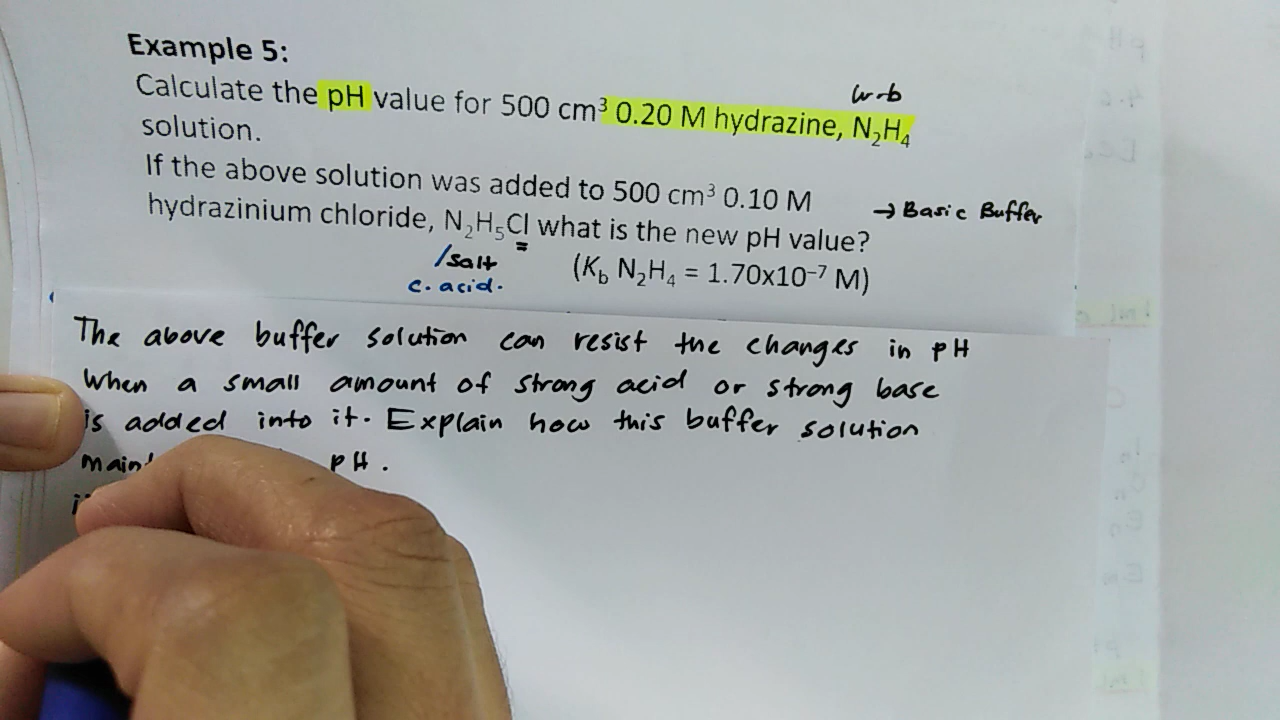 Example 5:
Calculate the pH value for 500 cm³ 0.20 M hydrazine, N₂H₄
w.b
solution.
If the above solution was added to 500 cm³ 0.10 M
hydrazinium chloride, N₂H₅Cl what is the new pH value?
→ Basic Buffer
/salt
c. acid.
(K_b N₂H₄ = 1.70x10⁻⁷ M)
The above buffer solution can resist the changes in pH
when a small amount of strong acid or strong base
is added into it. Explain how this buffer solution
pH.